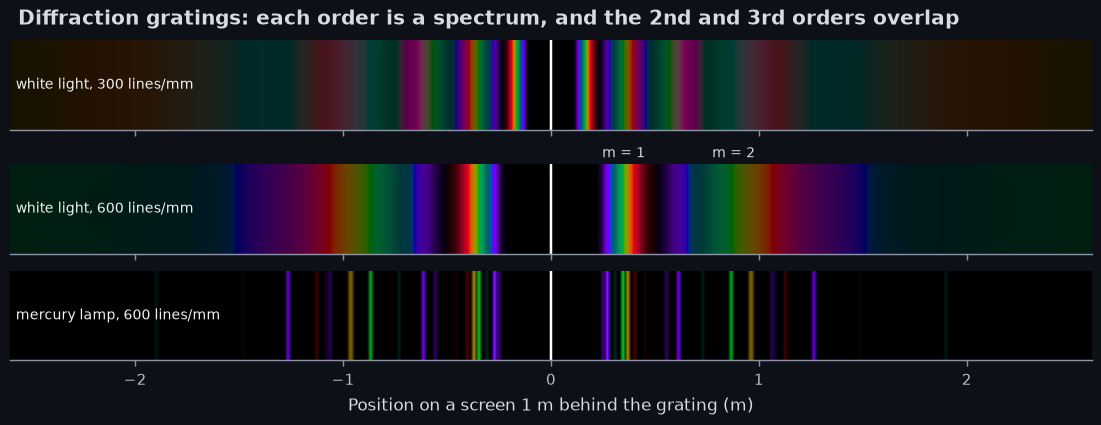 Diffraction gratings: each order is a spectrum, and the 2nd and 3rd orders overlap
white light, 300 lines/mm
m = 1 m = 2
white light, 600 lines/mm
mercury lamp, 600 lines/mm
−2 −1 0 1 2
Position on a screen 1 m behind the grating (m)